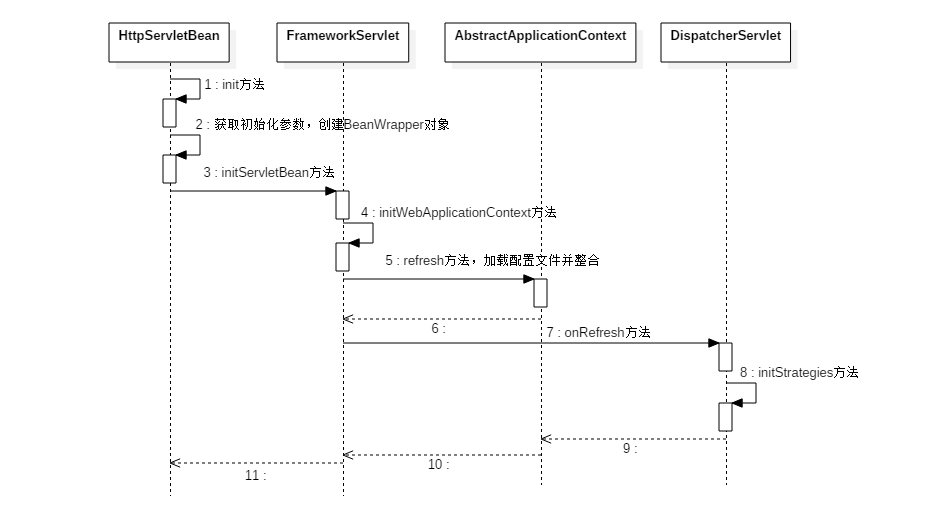 HttpServletBean
FrameworkServlet
AbstractApplicationContext
DispatcherServlet
1 : init方法
2 : 获取初始化参数，创建BeanWrapper对象
3 : initServletBean方法
4 : initWebApplicationContext方法
5 : refresh方法，加载配置文件并整合
6 :
7 : onRefresh方法
8 : initStrategies方法
9 :
10 :
11 :